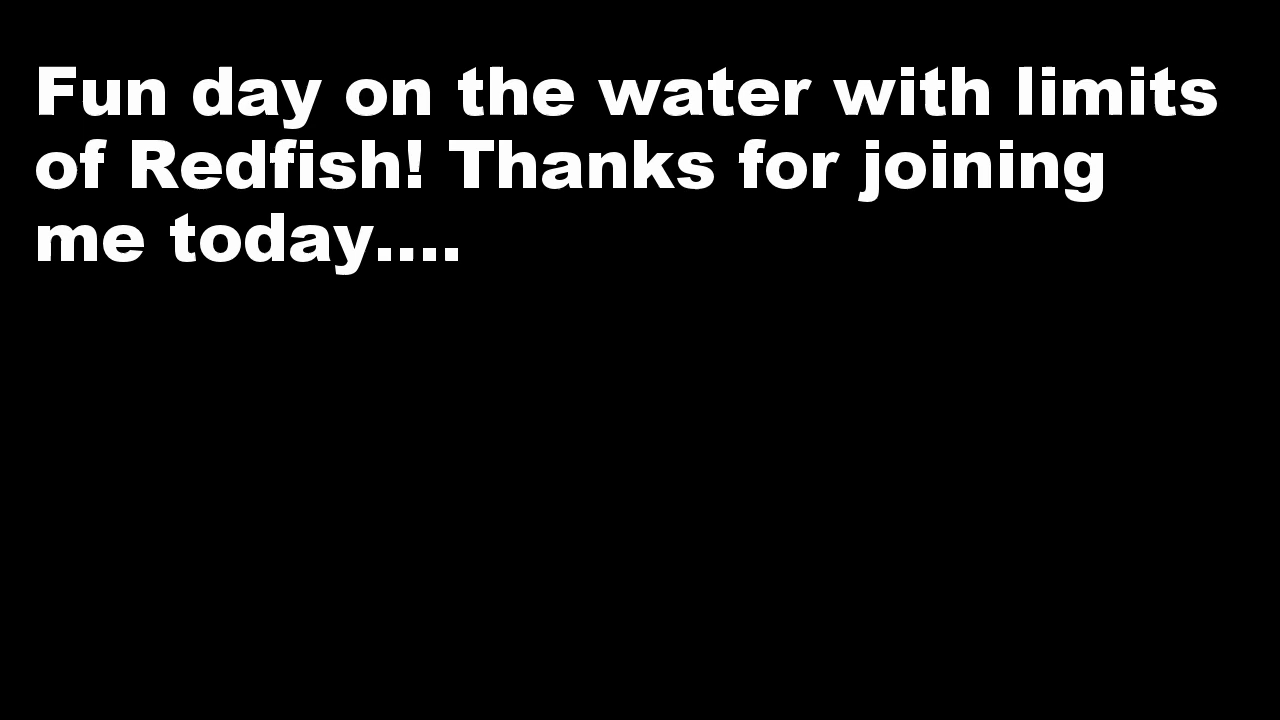 Fun day on the water with limits
of Redfish! Thanks for joining
me today....